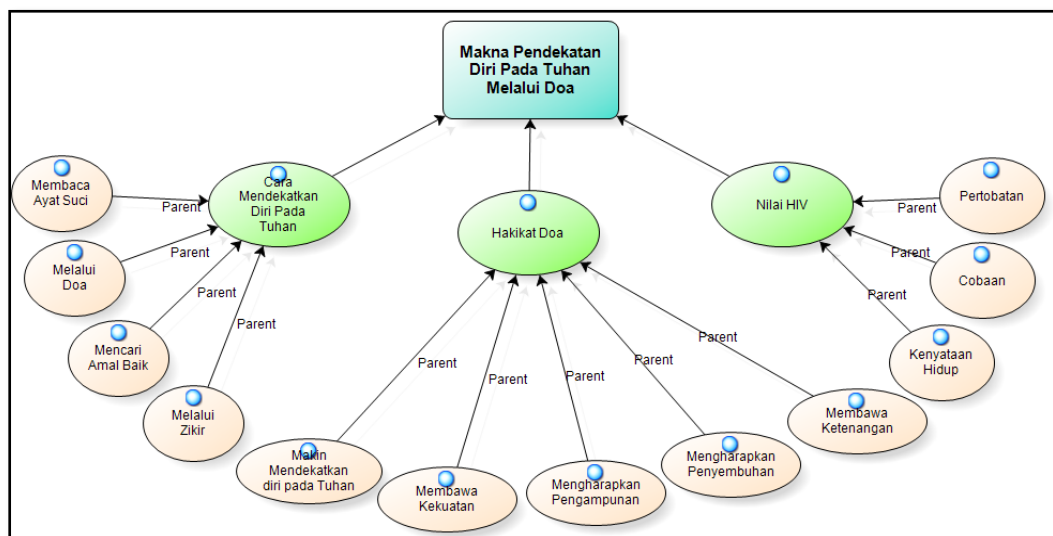 Makna Pendekatan
Diri Pada Tuhan
Melalui Doa
Cara
Mendekatkan
Diri Pada
Tuhan
Hakikat Doa
Nilai HIV
Membaca
Ayat Suci
Parent
Melalui
Doa
Parent
Mencari
Amal Baik
Parent
Melalui
Zikir
Parent
Makin
Mendekatkan
diri pada Tuhan
Parent
Membawa
Kekuatan
Parent
Mengharapkan
Pengampunan
Parent
Mengharapkan
Penyembuhan
Parent
Membawa
Ketenangan
Parent
Pertobatan
Parent
Cobaan
Parent
Kenyataan
Hidup
Parent